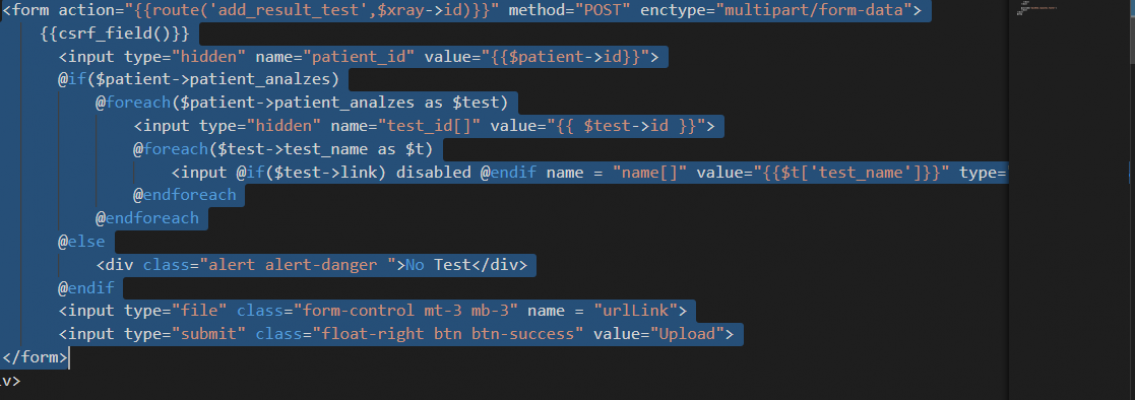 <form action="{{route('add_result_test',$xray->id)}}" method="POST" enctype="multipart/form-data">
{{csrf_field()}}
<input type="hidden" name="patient_id" value="{{$patient->id}}">
@if($patient->patient_analzes)
@foreach($patient->patient_analzes as $test)
<input type="hidden" name="test_id[]" value="{{ $test->id }}">
@foreach($test->test_name as $t)
<input @if($test->link) disabled @endif name = "name[]" value="{{$t['test_name']}}" type=
@endforeach
@endforeach
@else
<div class="alert alert-danger ">No Test</div>
@endif
<input type="file" class="form-control mt-3 mb-3" name = "urlLink">
<input type="submit" class="float-right btn btn-success" value="Upload">
</form>
iv>